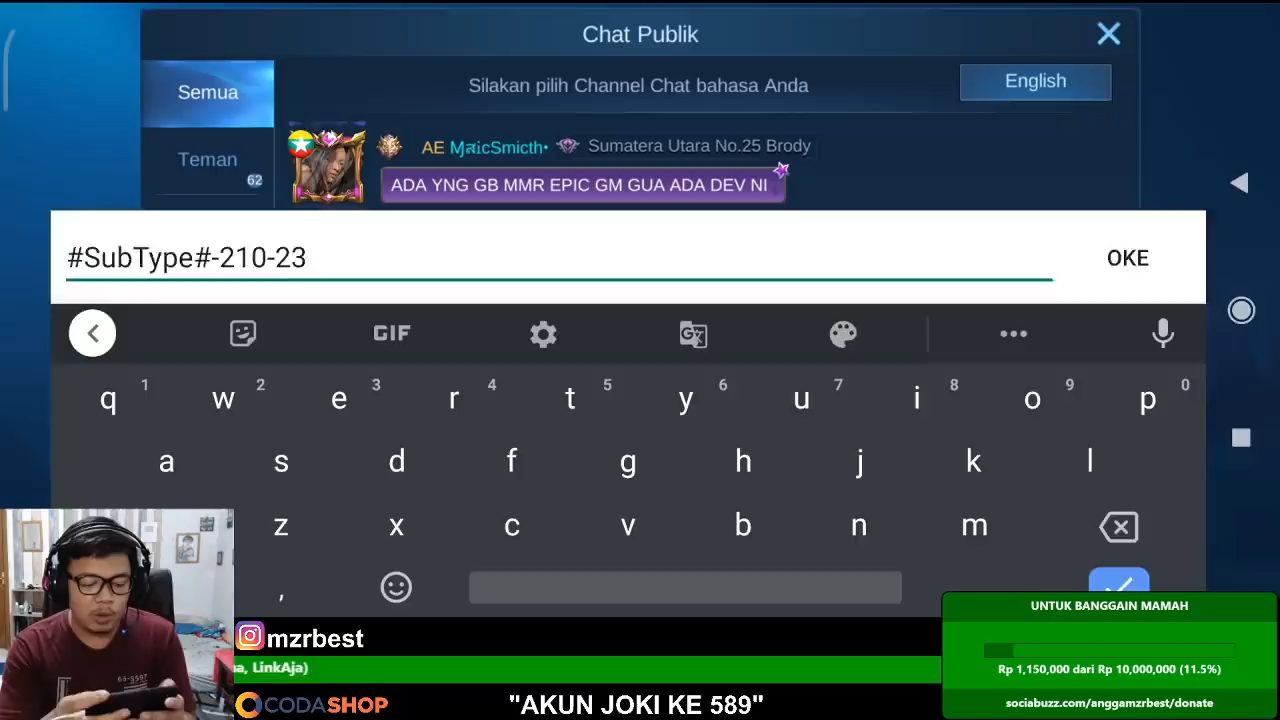 Chat Publik
Semua
Silakan pilih Channel Chat bahasa Anda
English
Teman
62
AE MaticSmicth• Sumatera Utara No.25 Brody
ADA YNG GB MMR EPIC GM GUA ADA DEV NI
#SubType#-210-23
OKE
GIF
q 1 w 2 e 3 r 4 t 5 y 6 u 7 i 8 o 9 p 0
a s d f g h j k l
z x c v b n m
,
mzrbest
a, LinkAja)
CODASHOP
"AKUN JOKI KE 589"
UNTUK BANGGAIN MAMAH
Rp 1,150,000 dari Rp 10,000,000 (11.5%)
sociabuzz.com/anggamzrbest/donate